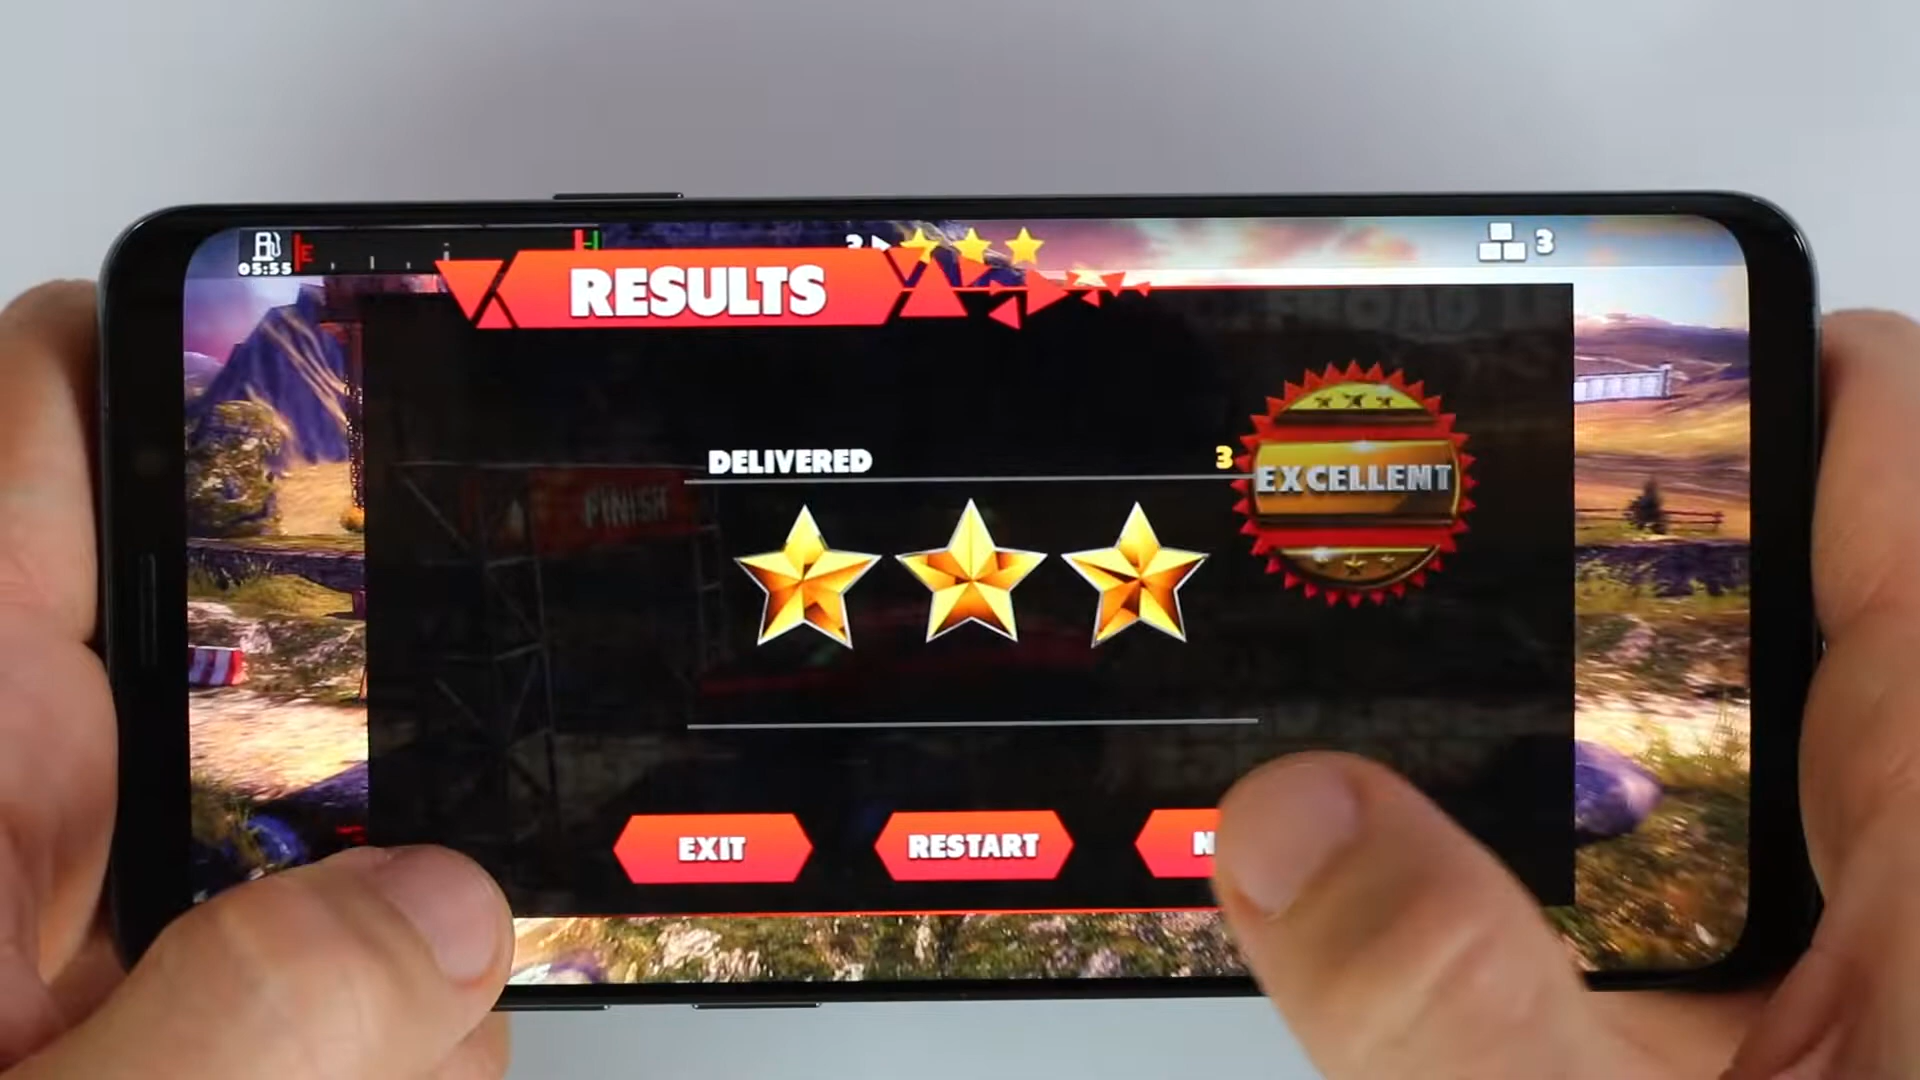 E H
05:55
3
3
RESULTS
DELIVERED 3
EXCELLENT
FINISH
EXIT RESTART N